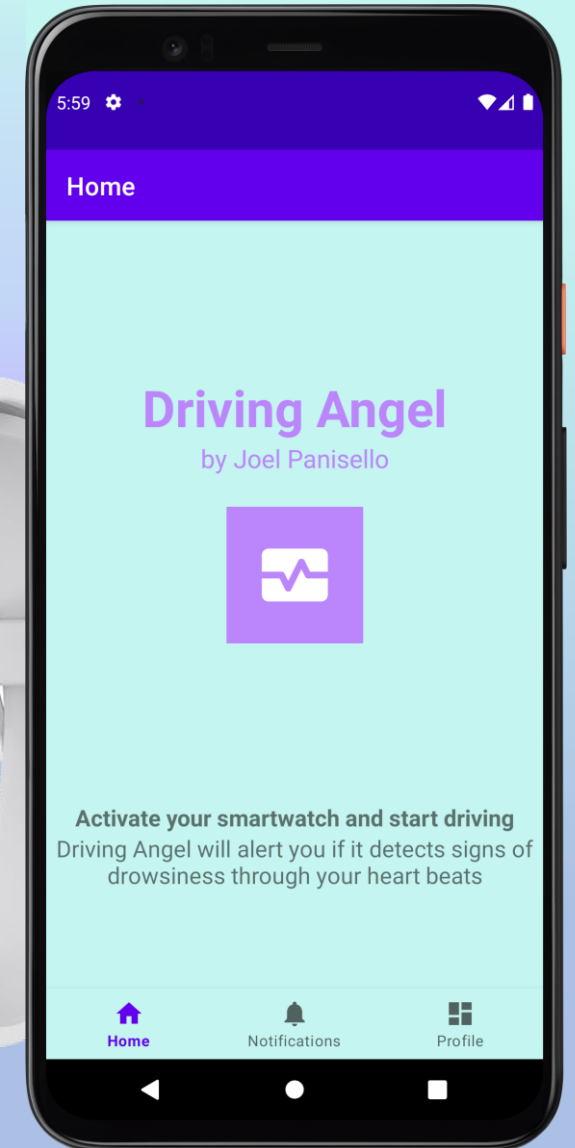 5:59
Home
Driving Angel
by Joel Panisello
Activate your smartwatch and start driving
Driving Angel will alert you if it detects signs of
drowsiness through your heart beats
Home
Notifications
Profile